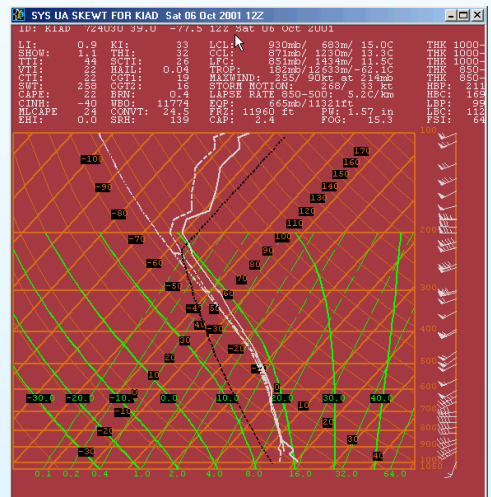 SYS UA SKEWT FOR KIAD Sat 06 Oct 2001 12Z
ID: KIAD 724030 39.0 -77.5 12Z Sat 06 Oct 2001
LI: 0.9 KI: 33 LCL: 930mb/ 683m/ 15.0C THK 1000-
SHOW: 1.1 THI: 32 CCL: 871mb/ 1230m/ 13.3C THK 1000-
TTI: 44 SCTI: 26 LFC: 851mb/ 1434m/ 11.5C THK 850-
VTI: 22 HAIL: 0.04 TROP: 182mb/12633m/-62.1C THK 850-
CTI: 22 CGT1: 19 MAXWIND: 255/ 90kt at 214mb THK 700-
SWT: 258 CGT2: 16 STORM MOTION: 268/ 33 kt HBP: 211
CAPE: 22 BRN: 0.4 LAPSE RATE 850-500: 5.2C/km HBC: 169
CINH: -40 WBO: 11774 EQP: 665mb/11321ft LBP: 99
MLCAPE 24 CONVT: 24.5 FRZ: 11960 ft PW: 1.57 in LBC: 112
EHI: 0.0 SRH: 139 CAP: 2.4 FOG: 15.3 FSI: 64
100
170
-100 160
150
-90 140
130
-80 120
110
200
-70 100
90
-60 80
70
-50 60 300
50
40 -30 400
30 -20
20 500
10
-30.0 -20.0 -10.0 0.0 10.0 20.0 30.0 40.0 600
10 700
-10 20
-20 30 800
-30 40 900
1000
1050
0.1 0.2 0.4 1.0 2.0 4.0 8.0 16.0 32.0 64.0